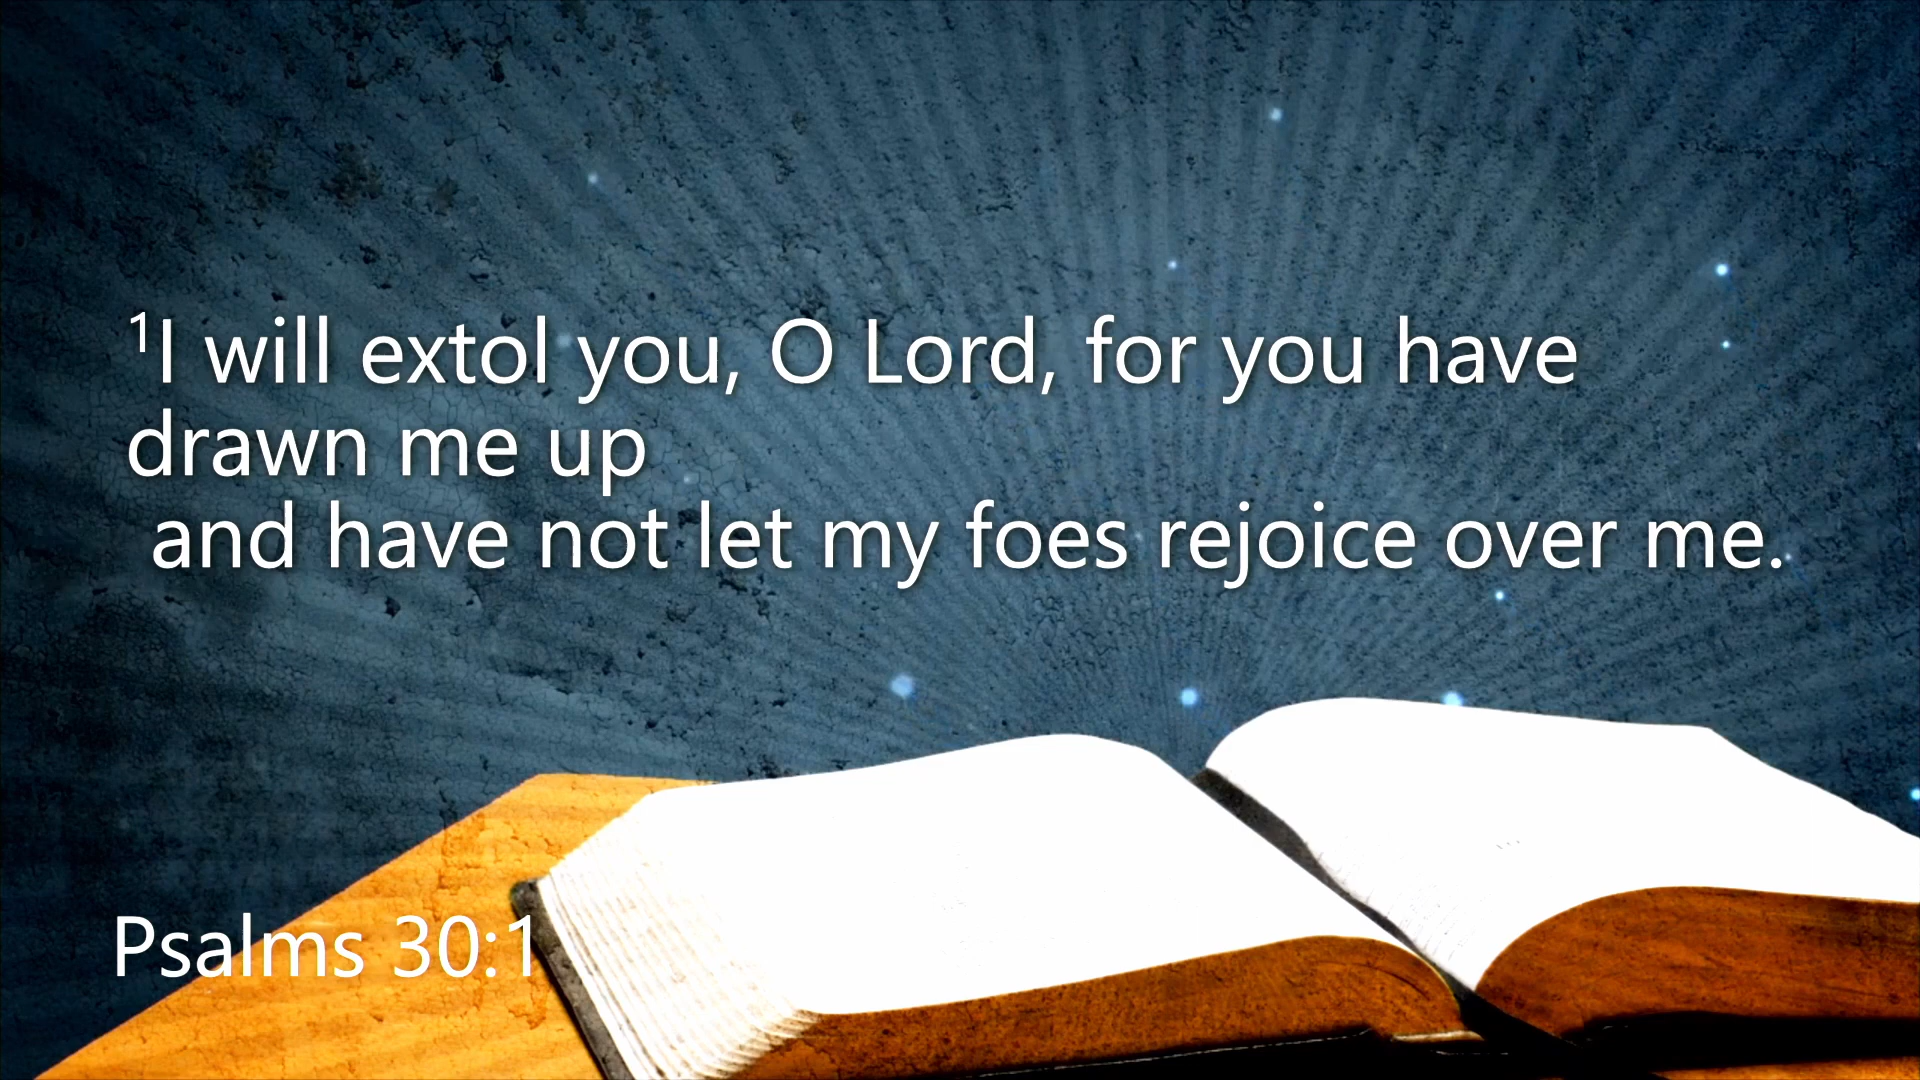 ¹I will extol you, O Lord, for you have
drawn me up
and have not let my foes rejoice over me.
Psalms 30:1